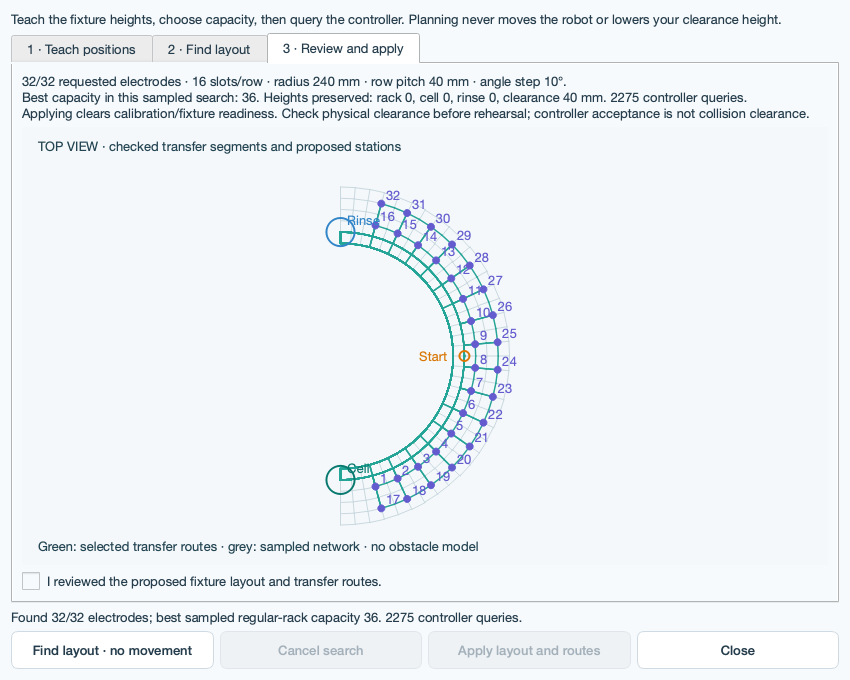 Teach the fixture heights, choose capacity, then query the controller. Planning never moves the robot or lowers your clearance height.
1 · Teach positions
2 · Find layout
3 · Review and apply
32/32 requested electrodes · 16 slots/row · radius 240 mm · row pitch 40 mm · angle step 10°.
Best capacity in this sampled search: 36. Heights preserved: rack 0, cell 0, rinse 0, clearance 40 mm. 2275 controller queries.
Applying clears calibration/fixture readiness. Check physical clearance before rehearsal; controller acceptance is not collision clearance.
TOP VIEW · checked transfer segments and proposed stations
32
31
Rinse
16
30
15
29
14
13
28
12
27
11
26
10
25
9
Start
8
24
7
23
6
22
5
21
4
20
3
Cell
2
19
1
18
17
Green: selected transfer routes · grey: sampled network · no obstacle model
I reviewed the proposed fixture layout and transfer routes.
Found 32/32 electrodes; best sampled regular-rack capacity 36. 2275 controller queries.
Find layout · no movement
Cancel search
Apply layout and routes
Close